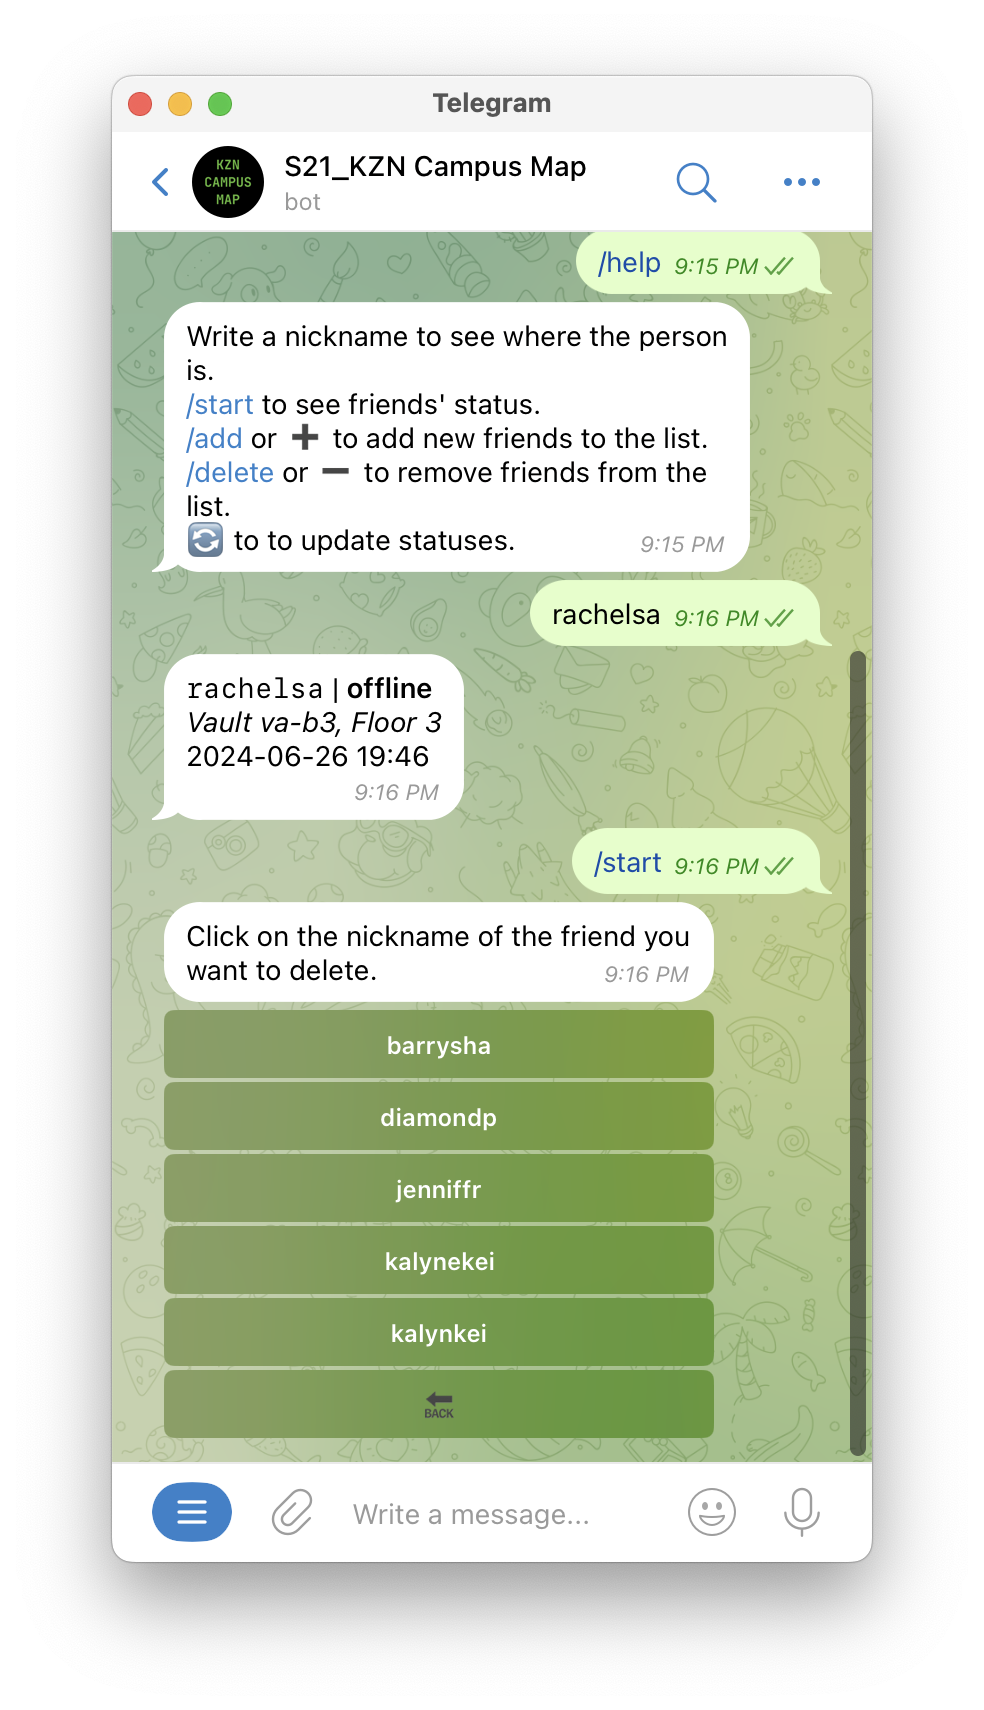 Telegram
KZN
CAMPUS
MAP
S21_KZN Campus Map
bot
/help 9:15 PM
Write a nickname to see where the person
is.
/start to see friends' status.
/add or ➕ to add new friends to the list.
/delete or ➖ to remove friends from the
list.
🔄 to to update statuses. 9:15 PM
rachelsa 9:16 PM
rachelsa | offline
Vault va-b3, Floor 3
2024-06-26 19:46
9:16 PM
/start 9:16 PM
Click on the nickname of the friend you
want to delete. 9:16 PM
barrysha
diamondp
jenniffr
kalynekei
kalynkei
BACK
Write a message...